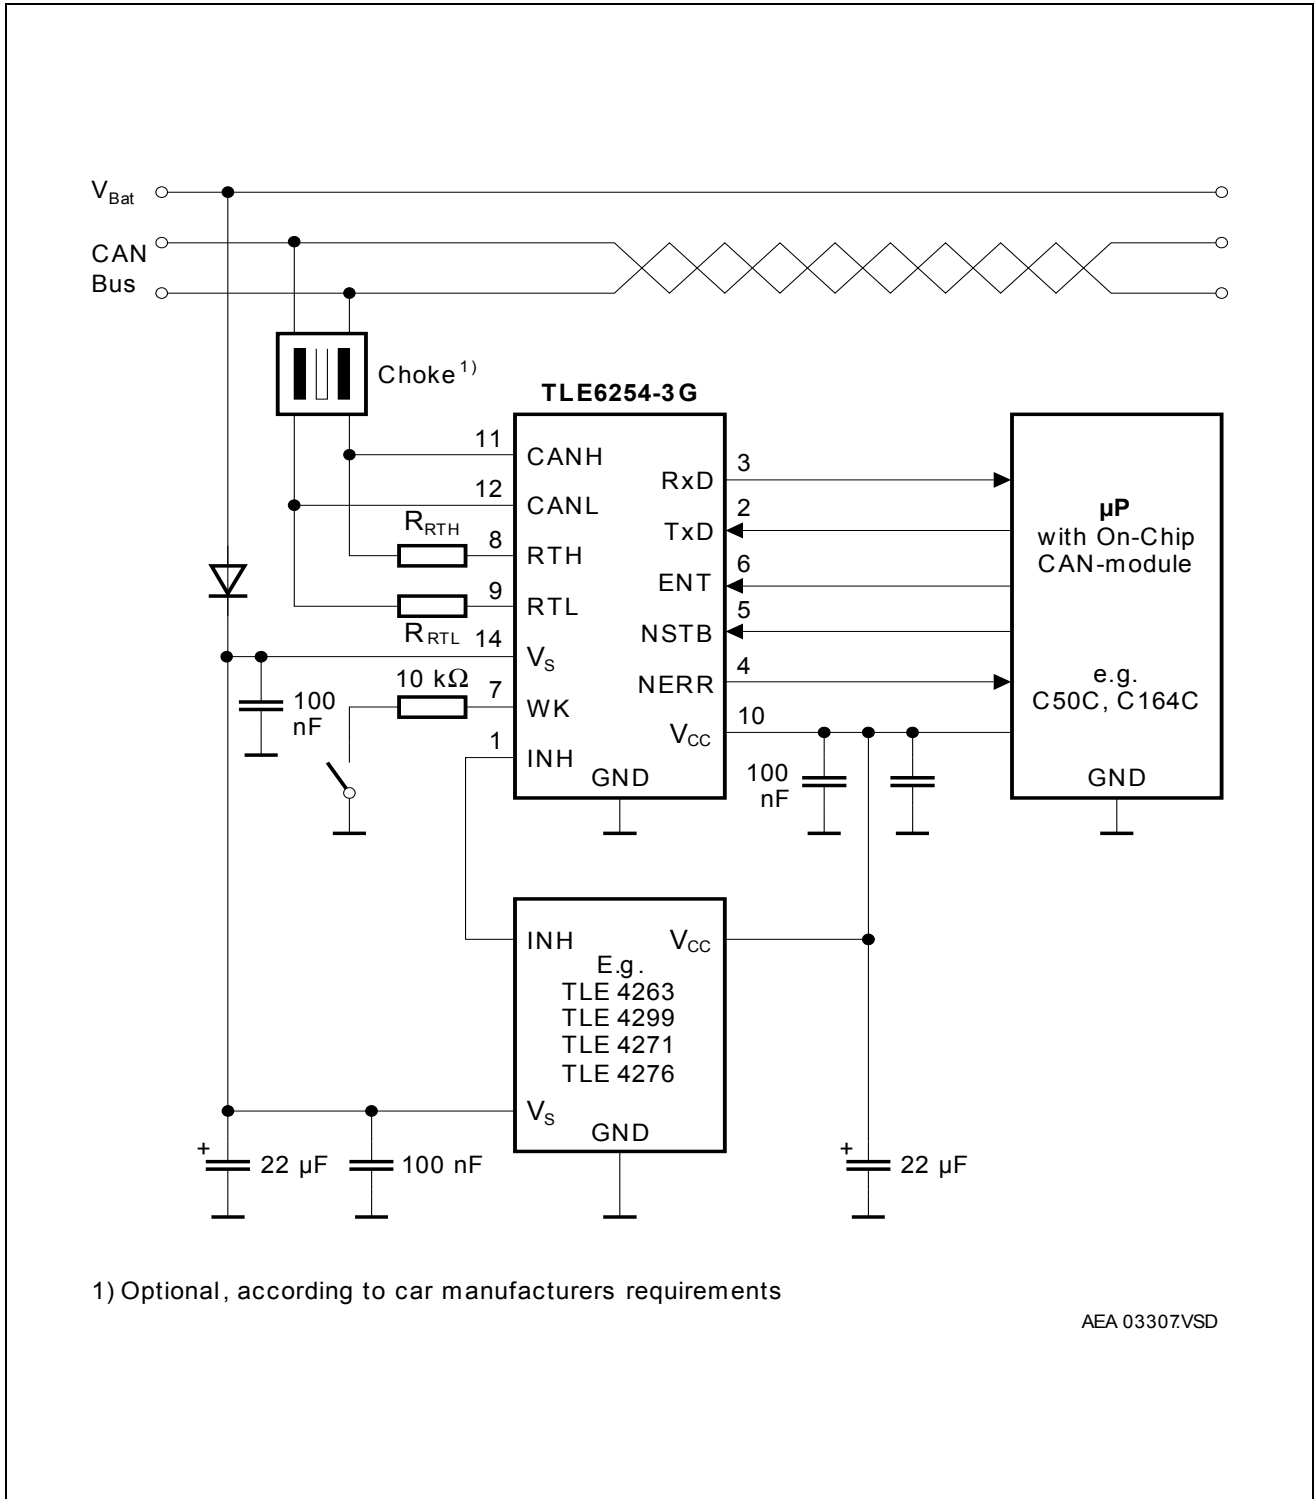 V_Bat
CAN
Bus
Choke 1)
TLE6254-3G
11
CANH
12
CANL
R_RTH
8
RTH
9
RTL
R_RTL
14
V_S
10 kΩ
7
WK
1
INH
GND
100
nF
RxD
3
TxD
2
ENT
6
NSTB
5
NERR
4
V_CC
10
100
nF
µP
with On-Chip
CAN-module
e.g.
C50C, C164C
GND
INH
V_CC
E.g.
TLE 4263
TLE 4299
TLE 4271
TLE 4276
V_S
GND
+
22 µF
100 nF
+
22 µF
1) Optional, according to car manufacturers requirements
AEA 03307.VSD